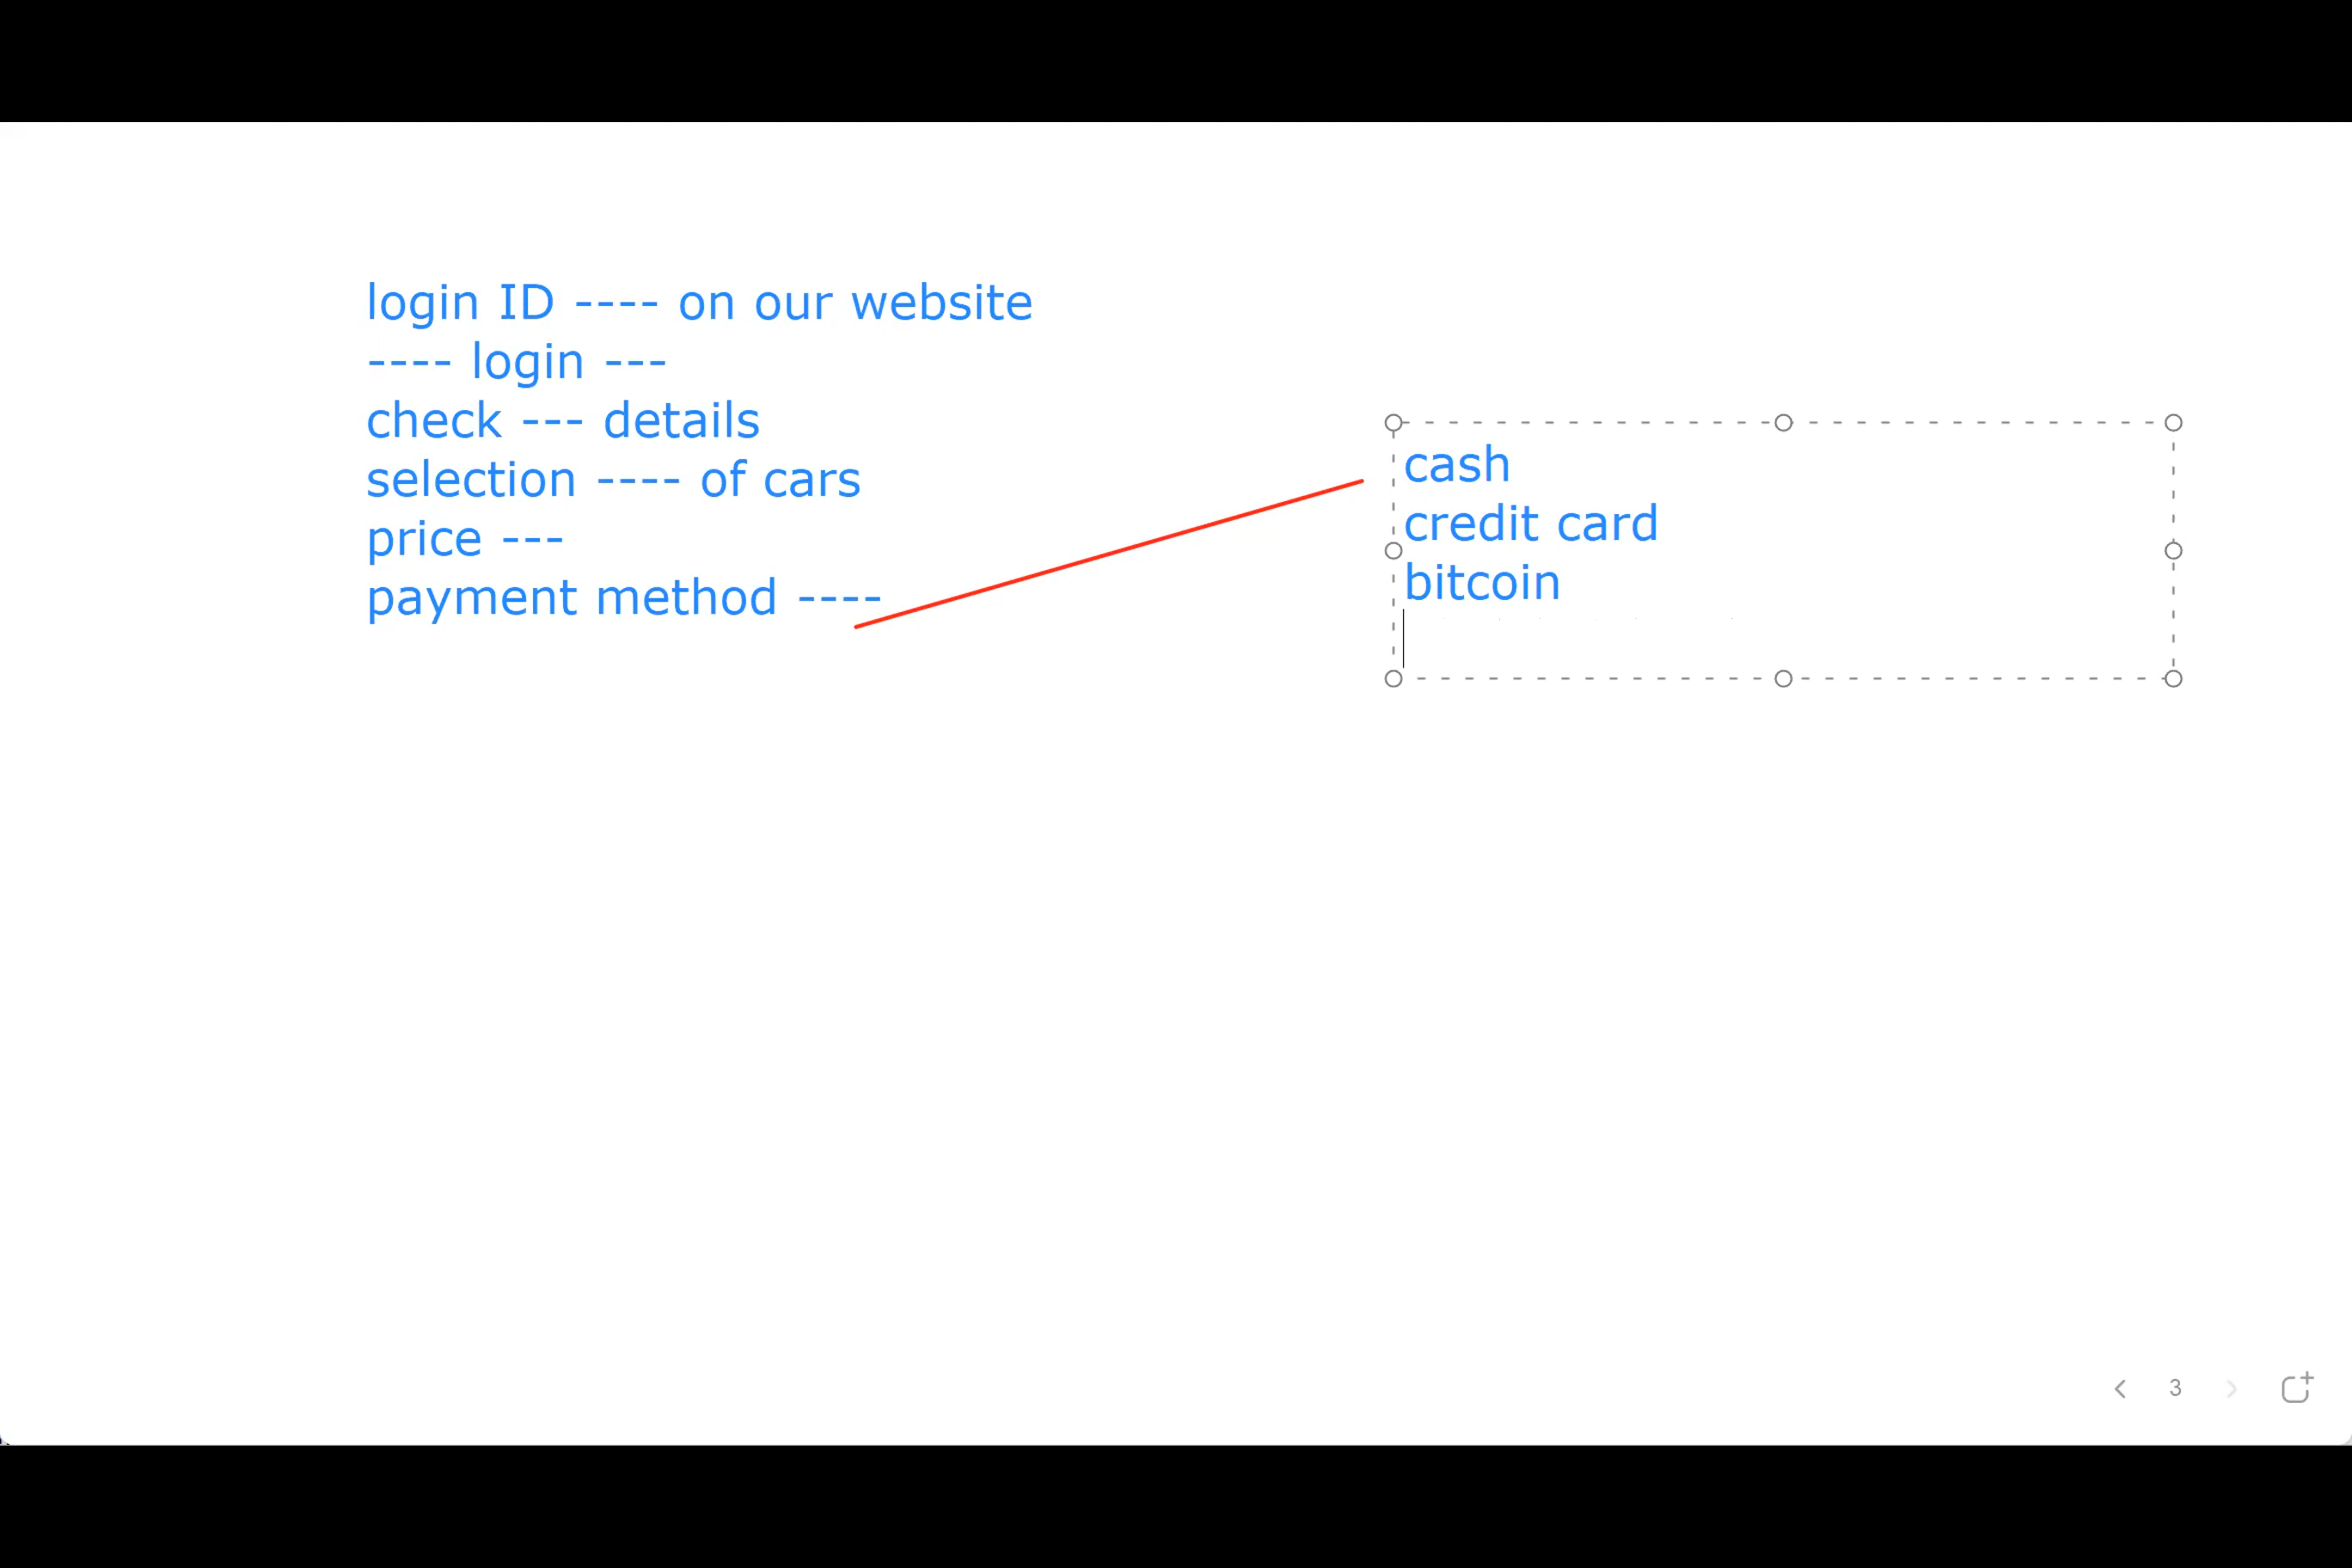 login ID ---- on our website
---- login ---
check --- details
selection ---- of cars
price ---
payment method ----
cash
credit card
bitcoin
3